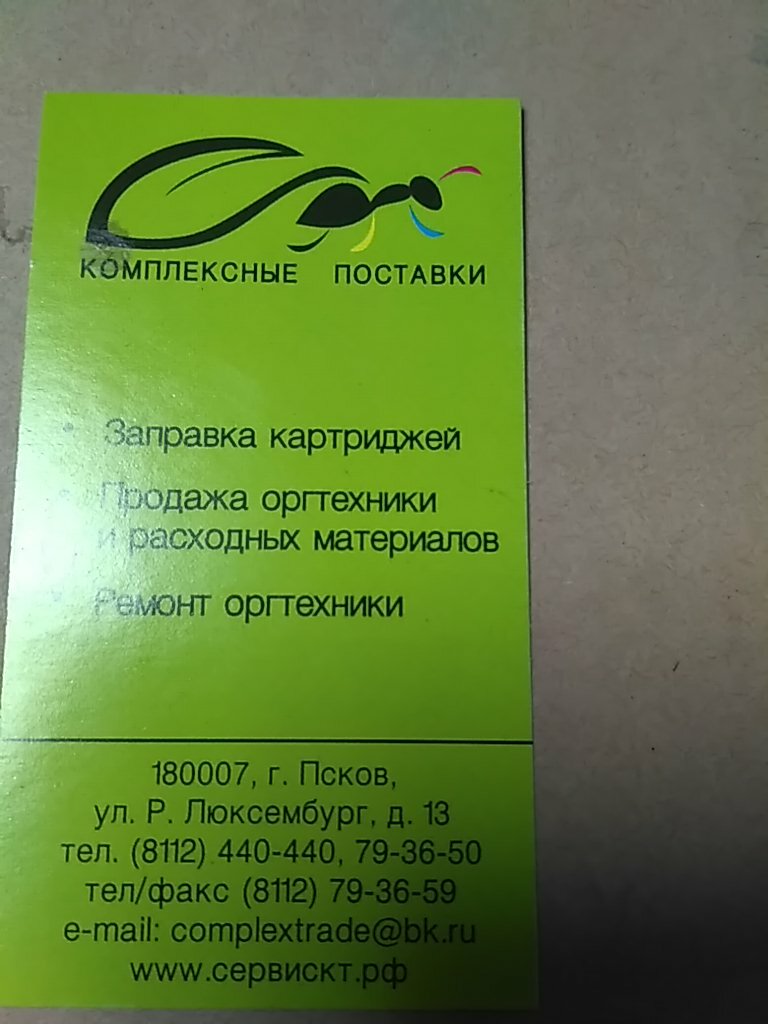 КОМПЛЕКСНЫЕ ПОСТАВКИ
• Заправка картриджей
• Продажа оргтехники
и расходных материалов
• Ремонт оргтехники
180007, г. Псков,
ул. Р. Люксембург, д. 13
тел. (8112) 440-440, 79-36-50
тел/факс (8112) 79-36-59
e-mail: complextrade@bk.ru
www.сервискт.рф